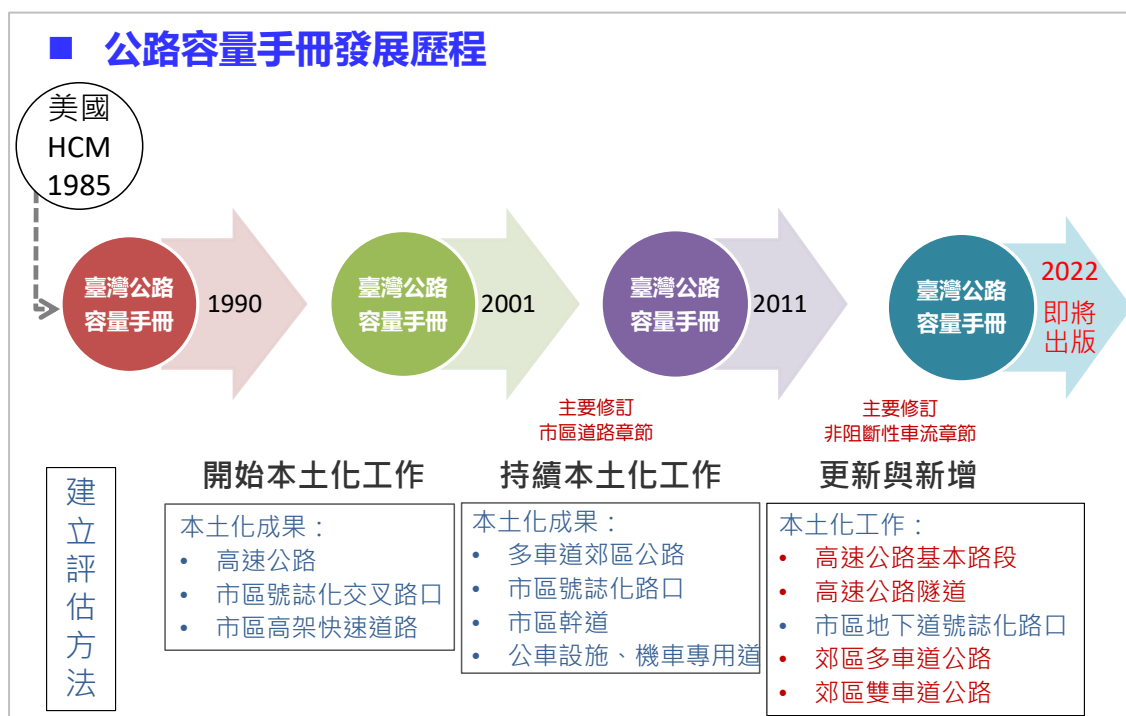 ■ 公路容量手冊發展歷程
美國
HCM
1985
臺灣公路
容量手冊
1990
臺灣公路
容量手冊
2001
臺灣公路
容量手冊
2011
臺灣公路
容量手冊
2022
即將
出版
主要修訂
市區道路章節
主要修訂
非阻斷性車流章節
建
立
評
估
方
法
開始本土化工作
本土化成果：
• 高速公路
• 市區號誌化交叉路口
• 市區高架快速道路
持續本土化工作
本土化成果：
• 多車道郊區公路
• 市區號誌化路口
• 市區幹道
• 公車設施、機車專用道
更新與新增
本土化工作：
• 高速公路基本路段
• 高速公路隧道
• 市區地下道號誌化路口
• 郊區多車道公路
• 郊區雙車道公路